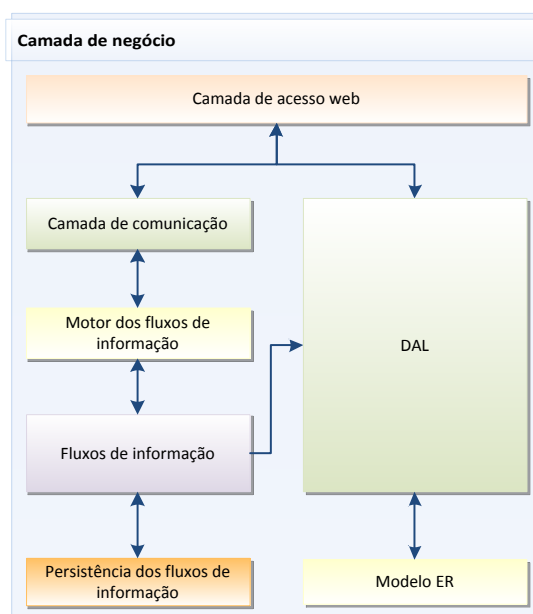 Camada de negócio
Camada de acesso web
Camada de comunicação
Motor dos fluxos de
informação
DAL
Fluxos de informação
Persistência dos fluxos de
informação
Modelo ER